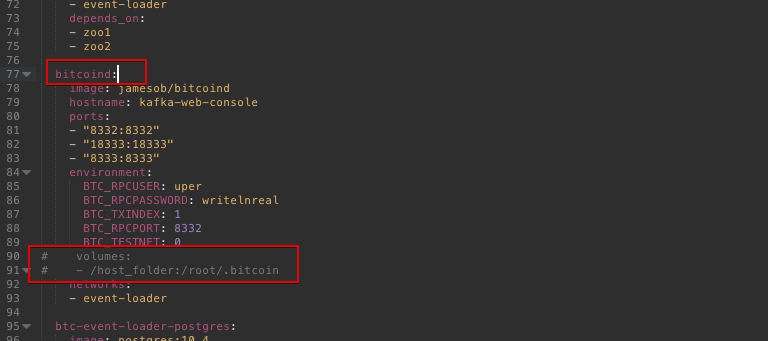 72 - event-loader
73 depends_on:
74 - zoo1
75 - zoo2
76
77 bitcoind:
78 image: jamesob/bitcoind
79 hostname: kafka-web-console
80 ports:
81 - "8332:8332"
82 - "18333:18333"
83 - "8333:8333"
84 environment:
85 BTC_RPCUSER: uper
86 BTC_RPCPASSWORD: writelnreal
87 BTC_TXINDEX: 1
88 BTC_RPCPORT: 8332
89 BTC_TESTNET: 0
90 # volumes:
91 # - /host_folder:/root/.bitcoin
92 networks:
93 - event-loader
94
95 btc-event-loader-postgres:
96 image: postgres:10.4